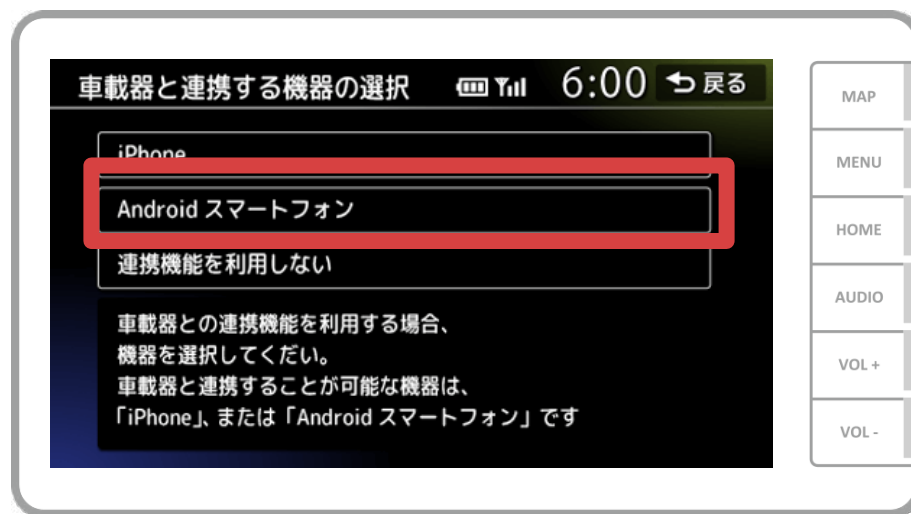 車載器と連携する機器の選択 6:00 戻る
iPhone
Android スマートフォン
連携機能を利用しない
車載器との連携機能を利用する場合、
機器を選択してくだい。
車載器と連携することが可能な機器は、
「iPhone」、または「Android スマートフォン」です
MAP
MENU
HOME
AUDIO
VOL +
VOL -